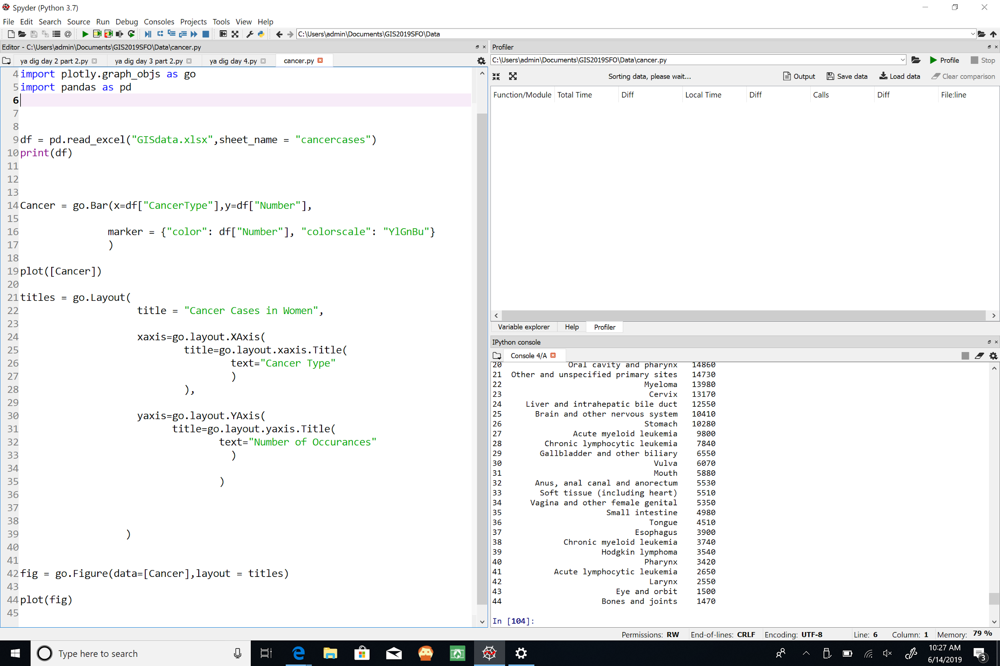 Spyder (Python 3.7)
File Edit Search Source Run Debug Consoles Projects Tools View Help
C:\Users\admin\Documents\GIS2019SFO\Data
Editor - C:\Users\admin\Documents\GIS2019SFO\Data\cancer.py
ya dig day 2 part 2.py ya dig day 3 part 2.py ya dig day 4.py cancer.py
4 import plotly.graph_objs as go
5 import pandas as pd
6
7
8
9 df = pd.read_excel("GISdata.xlsx",sheet_name = "cancercases")
10 print(df)
11
12
13
14 Cancer = go.Bar(x=df["CancerType"],y=df["Number"],
15
16 marker = {"color": df["Number"], "colorscale": "YlGnBu"}
17 )
18
19 plot([Cancer])
20
21 titles = go.Layout(
22 title = "Cancer Cases in Women",
23
24 xaxis=go.layout.XAxis(
25 title=go.layout.xaxis.Title(
26 text="Cancer Type"
27 )
28 ),
29
30 yaxis=go.layout.YAxis(
31 title=go.layout.yaxis.Title(
32 text="Number of Occurances"
33 )
34
35 )
36
37
38
39 )
40
41
42 fig = go.Figure(data=[Cancer],layout = titles)
43
44 plot(fig)
45
Profiler
C:\Users\admin\Documents\GIS2019SFO\Data\cancer.py Profile Stop
Sorting data, please wait... Output Save data Load data Clear comparison
Function/Module Total Time Diff Local Time Diff Calls Diff File:line
Variable explorer Help Profiler
IPython console
Console 4/A
20 Oral cavity and pharynx 14860
21 Other and unspecified primary sites 14730
22 Myeloma 13980
23 Cervix 13170
24 Liver and intrahepatic bile duct 12550
25 Brain and other nervous system 10410
26 Stomach 10280
27 Acute myeloid leukemia 9800
28 Chronic lymphocytic leukemia 7840
29 Gallbladder and other biliary 6550
30 Vulva 6070
31 Mouth 5880
32 Anus, anal canal and anorectum 5530
33 Soft tissue (including heart) 5510
34 Vagina and other female genital 5350
35 Small intestine 4980
36 Tongue 4510
37 Esophagus 3900
38 Chronic myeloid leukemia 3740
39 Hodgkin lymphoma 3540
40 Pharynx 3420
41 Acute lymphocytic leukemia 2650
42 Larynx 2550
43 Eye and orbit 1500
44 Bones and joints 1470
In [104]:
Permissions: RW End-of-lines: CRLF Encoding: UTF-8 Line: 6 Column: 1 Memory: 79 %
Type here to search
10:27 AM
6/14/2019
3